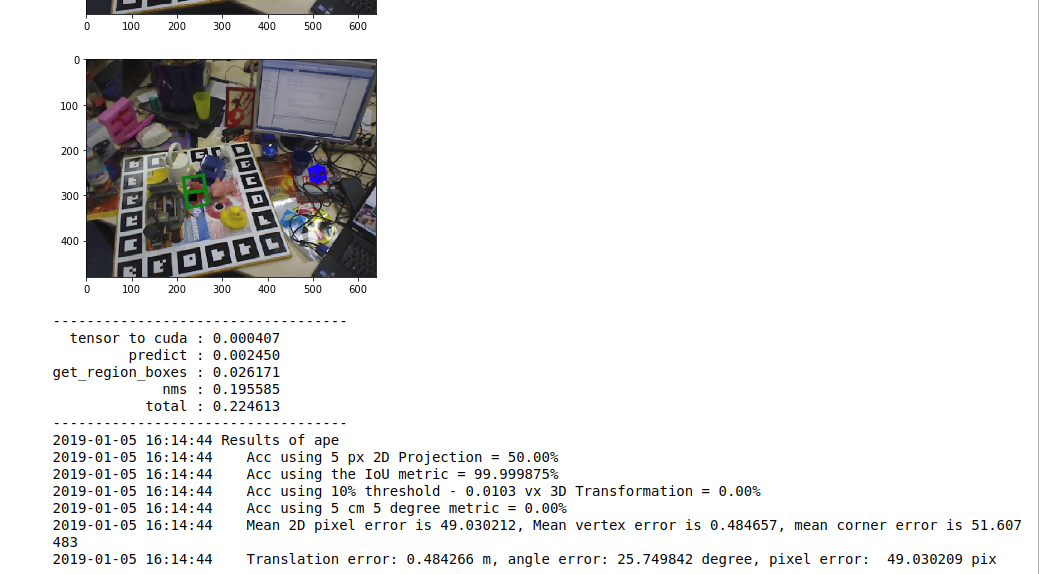 0 100 200 300 400 500 600
0
100
200
300
400
0 100 200 300 400 500 600
-----------------------------------
tensor to cuda : 0.000407
predict : 0.002450
get_region_boxes : 0.026171
nms : 0.195585
total : 0.224613
-----------------------------------
2019-01-05 16:14:44 Results of ape
2019-01-05 16:14:44    Acc using 5 px 2D Projection = 50.00%
2019-01-05 16:14:44    Acc using the IoU metric = 99.999875%
2019-01-05 16:14:44    Acc using 10% threshold - 0.0103 vx 3D Transformation = 0.00%
2019-01-05 16:14:44    Acc using 5 cm 5 degree metric = 0.00%
2019-01-05 16:14:44    Mean 2D pixel error is 49.030212, Mean vertex error is 0.484657, mean corner error is 51.607
483
2019-01-05 16:14:44    Translation error: 0.484266 m, angle error: 25.749842 degree, pixel error:  49.030209 pix